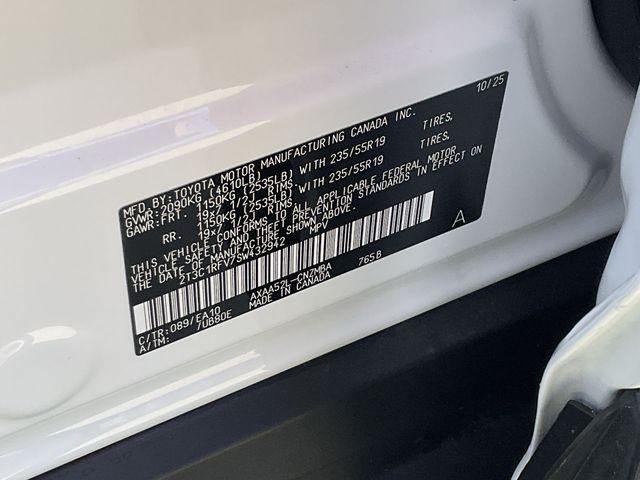 MFD. BY: TOYOTA MOTOR MANUFACTURING CANADA INC. 10/25
GVWR: 2090KG (4610LB)
GAWR: FRT. 1150KG (2535LB) WITH 235/55R19 TIRES,
19x7 1/2J RIMS,
RR. 1150KG (2535LB) WITH 235/55R19 TIRES,
19x7 1/2J RIMS,
THIS VEHICLE CONFORMS TO ALL APPLICABLE FEDERAL MOTOR
VEHICLE SAFETY AND THEFT PREVENTION STANDARDS IN EFFECT ON
THE DATE OF MANUFACTURE SHOWN ABOVE.
MPV A
C/TR: 089/EA10 AXAA52L-CNZMBA 765B
A/TM: /UB80E MADE IN CANADA